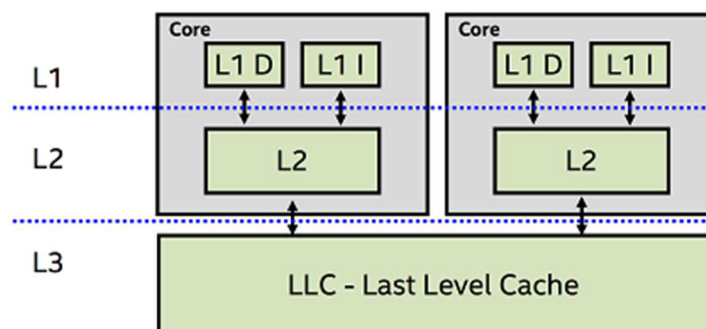 Core
Core
L1
L1 D
L1 I
L1 D
L1 I
L2
L2
L2
L3
LLC - Last Level Cache